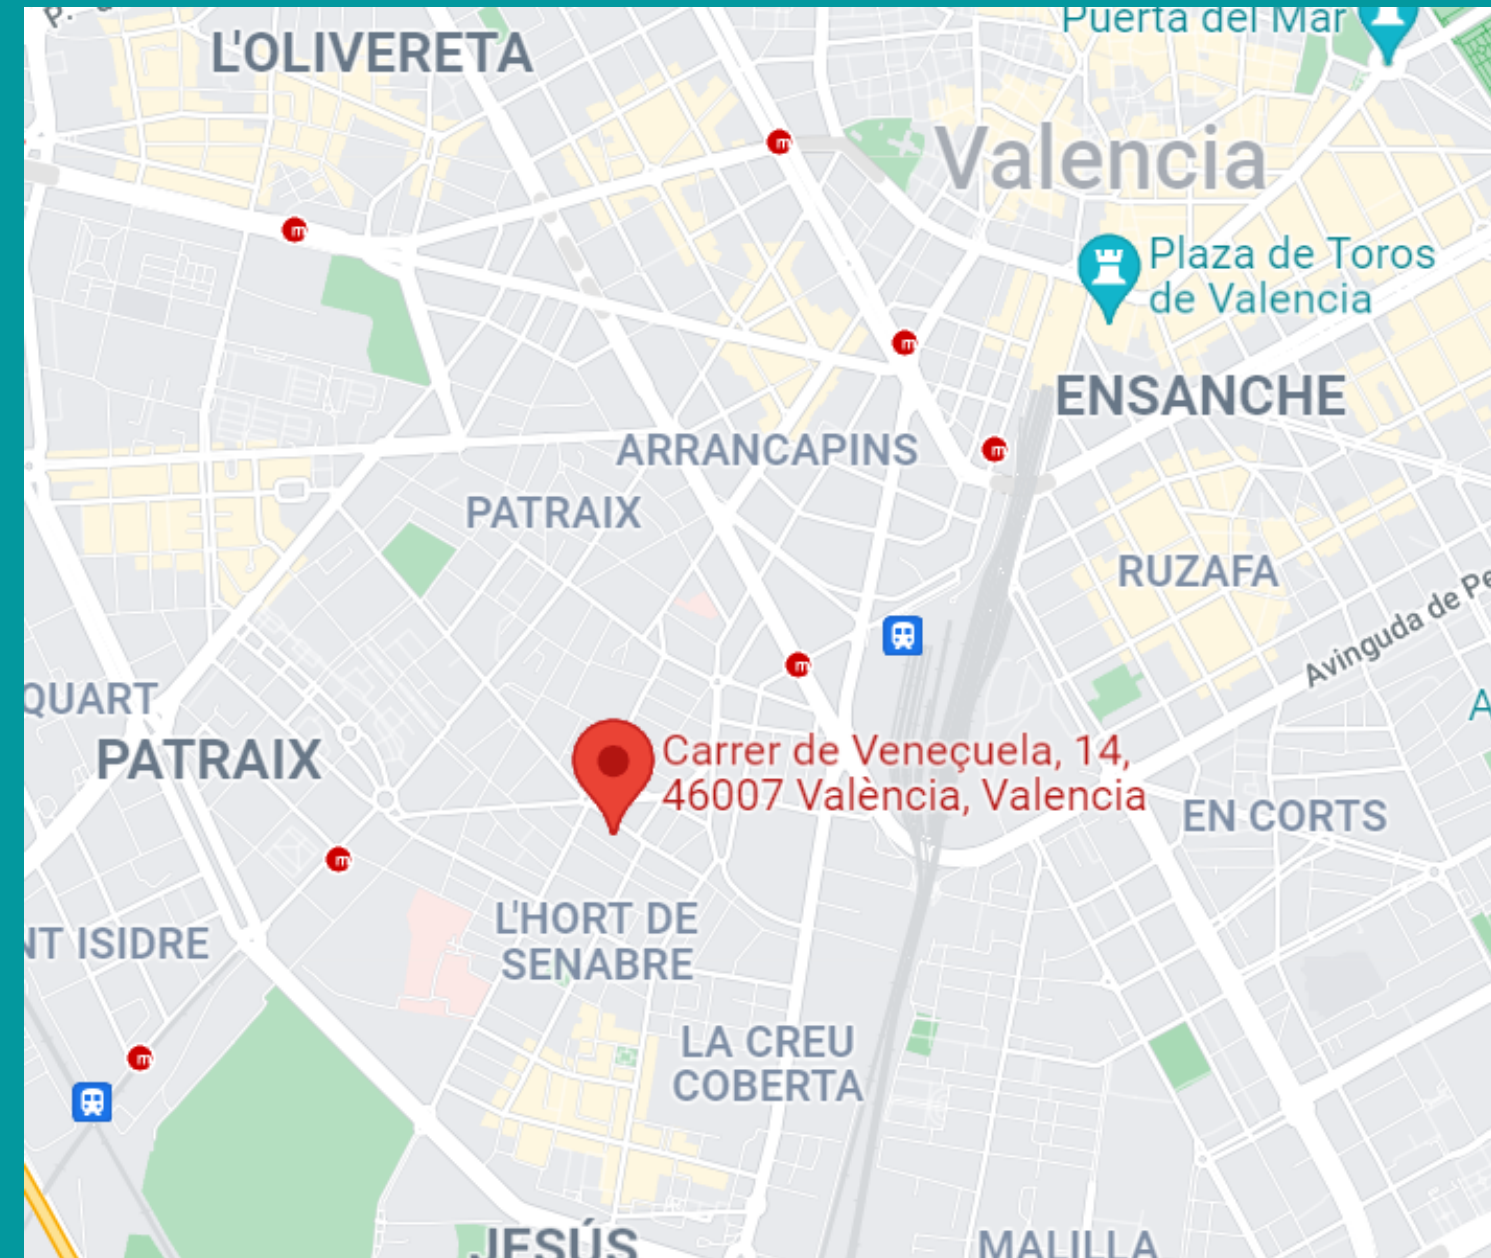 Puerta del Mar
L'OLIVERETA
Valencia
Plaza de Toros
de Valencia
ENSANCHE
ARRANCAPINS
PATRAIX
RUZAFA
Avinguda de Pe
QUART
A
PATRAIX
Carrer de Veneçuela, 14,
46007 València, Valencia
EN CORTS
L'HORT DE
SENABRE
NT ISIDRE
LA CREU
COBERTA
JESÚS
MALILLA